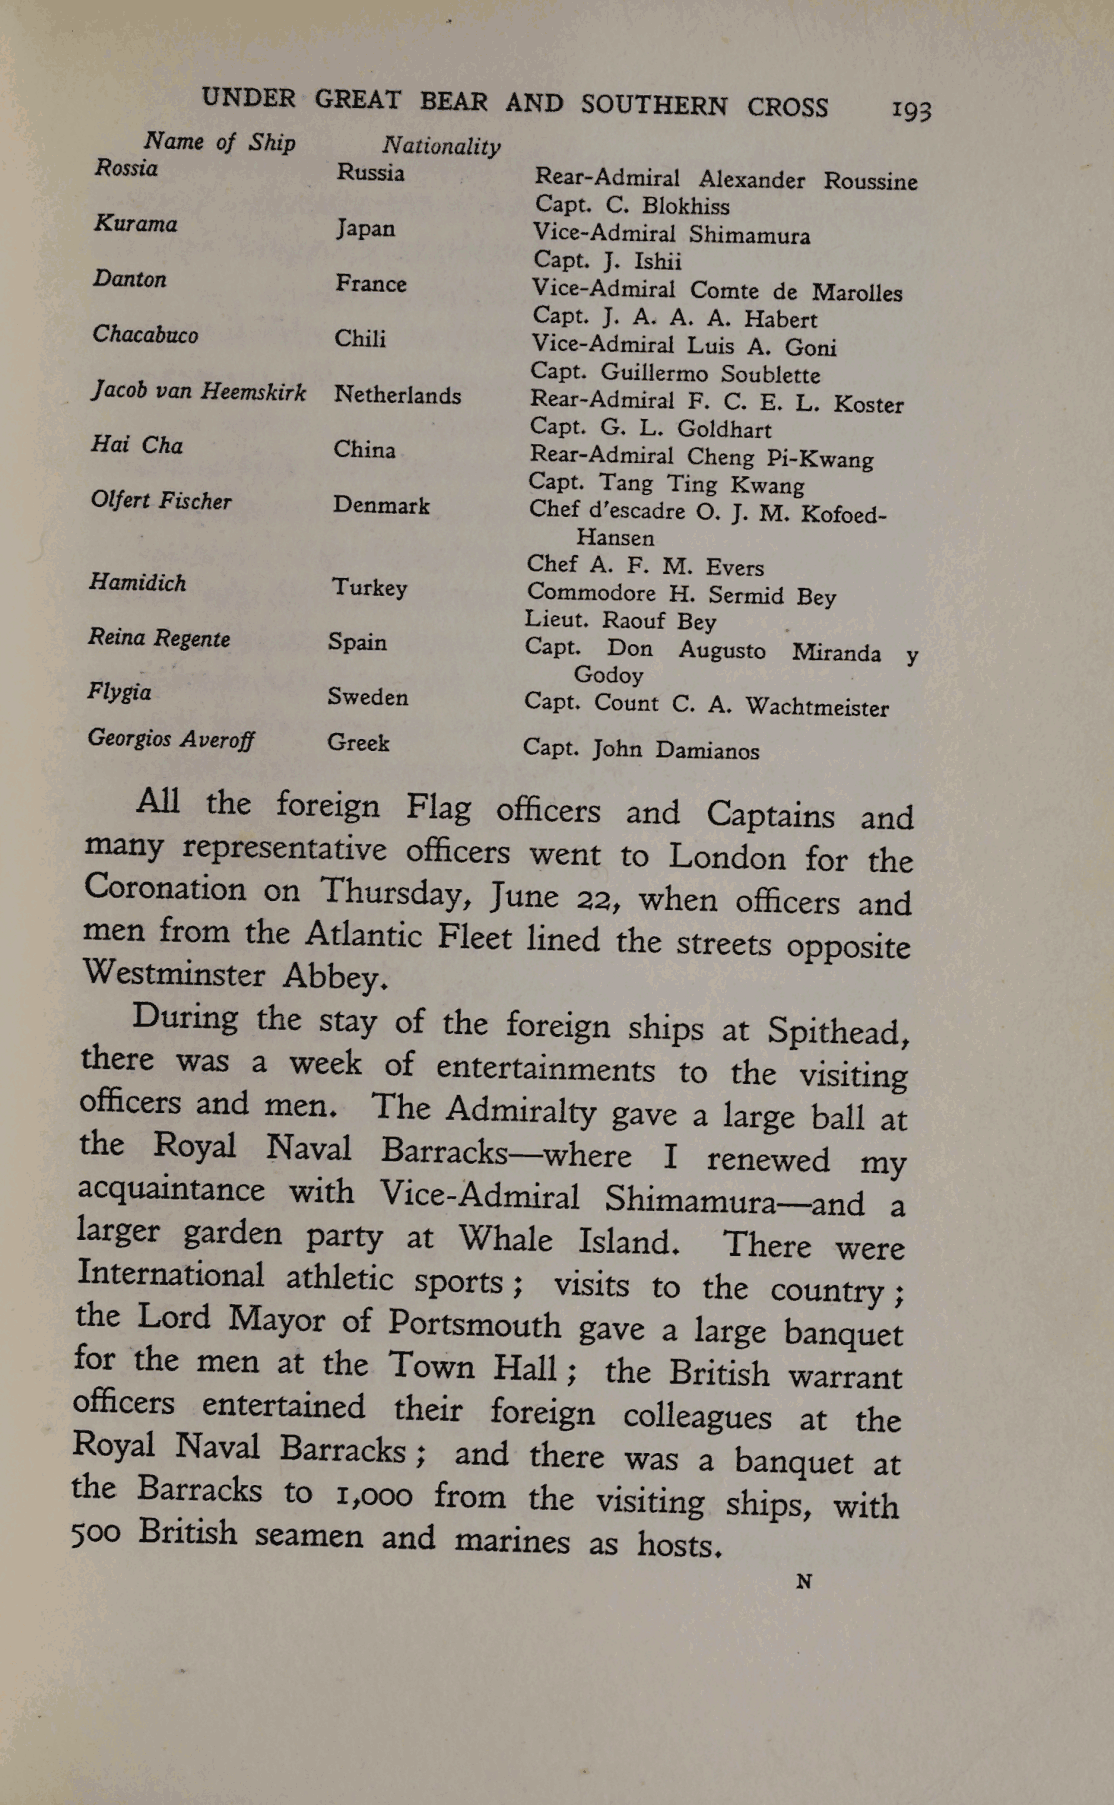 UNDER GREAT BEAR AND SOUTHERN CROSS 193
Name of Ship Nationality
Rossia Russia Rear-Admiral Alexander Roussine
Capt. C. Blokhiss
Kurama Japan Vice-Admiral Shimamura
Capt. J. Ishii
Danton France Vice-Admiral Comte de Marolles
Capt. J. A. A. A. Habert
Chacabuco Chili Vice-Admiral Luis A. Goni
Capt. Guillermo Soublette
Jacob van Heemskirk Netherlands Rear-Admiral F. C. E. L. Koster
Capt. G. L. Goldhart
Hai Cha China Rear-Admiral Cheng Pi-Kwang
Capt. Tang Ting Kwang
Olfert Fischer Denmark Chef d'escadre O. J. M. Kofoed-
Hansen
Chef A. F. M. Evers
Hamidich Turkey Commodore H. Sermid Bey
Lieut. Raouf Bey
Reina Regente Spain Capt. Don Augusto Miranda y
Godoy
Flygia Sweden Capt. Count C. A. Wachtmeister
Georgios Averoff Greek Capt. John Damianos
All the foreign Flag officers and Captains and
many representative officers went to London for the
Coronation on Thursday, June 22, when officers and
men from the Atlantic Fleet lined the streets opposite
Westminster Abbey.
During the stay of the foreign ships at Spithead,
there was a week of entertainments to the visiting
officers and men. The Admiralty gave a large ball at
the Royal Naval Barracks—where I renewed my
acquaintance with Vice-Admiral Shimamura—and a
larger garden party at Whale Island. There were
International athletic sports; visits to the country;
the Lord Mayor of Portsmouth gave a large banquet
for the men at the Town Hall; the British warrant
officers entertained their foreign colleagues at the
Royal Naval Barracks; and there was a banquet at
the Barracks to 1,000 from the visiting ships, with
500 British seamen and marines as hosts.
N